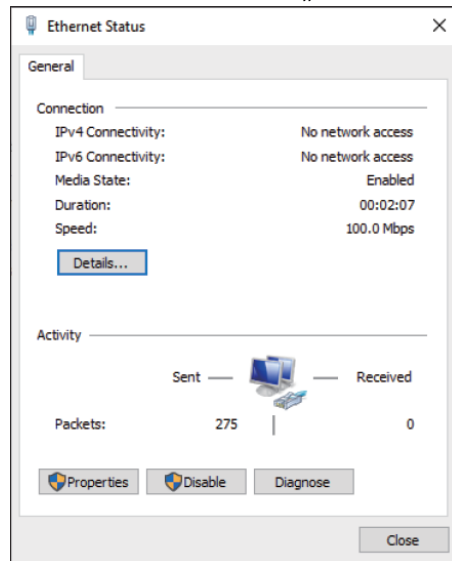 Ethernet Status
General
Connection
IPv4 Connectivity: No network access
IPv6 Connectivity: No network access
Media State: Enabled
Duration: 00:02:07
Speed: 100.0 Mbps
Details...
Activity
Sent Received
Packets: 275 0
Properties Disable Diagnose
Close